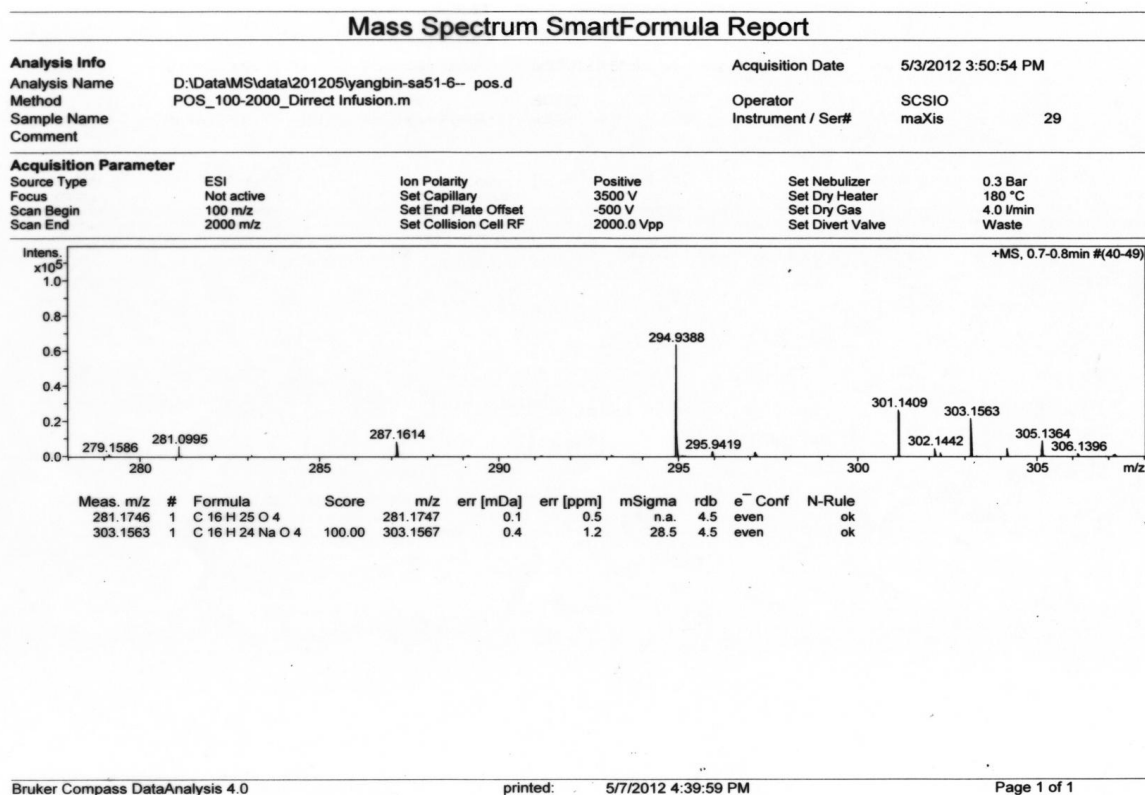 Mass Spectrum SmartFormula Report
Analysis Info
Acquisition Date 5/3/2012 3:50:54 PM
Analysis Name D:\Data\MS\data\201205\yangbin-sa51-6-- pos.d
Method POS_100-2000_Dirrect Infusion.m
Operator SCSIO
Sample Name
Instrument / Ser# maXis 29
Comment
Acquisition Parameter
Source Type ESI Ion Polarity Positive Set Nebulizer 0.3 Bar
Focus Not active Set Capillary 3500 V Set Dry Heater 180 °C
Scan Begin 100 m/z Set End Plate Offset -500 V Set Dry Gas 4.0 l/min
Scan End 2000 m/z Set Collision Cell RF 2000.0 Vpp Set Divert Valve Waste
Intens.
x10⁵
+MS, 0.7-0.8min #(40-49)
1.0
0.8
0.6
0.4
0.2
0.0
294.9388
301.1409
303.1563
279.1586
281.0995
287.1614
295.9419
302.1442
305.1364
306.1396
280 285 290 295 300 305 m/z
Meas. m/z # Formula Score m/z err [mDa] err [ppm] mSigma rdb e⁻ Conf N-Rule
281.1746 1 C 16 H 25 O 4 281.1747 0.1 0.5 n.a. 4.5 even ok
303.1563 1 C 16 H 24 Na O 4 100.00 303.1567 0.4 1.2 28.5 4.5 even ok
Bruker Compass DataAnalysis 4.0 printed: 5/7/2012 4:39:59 PM Page 1 of 1